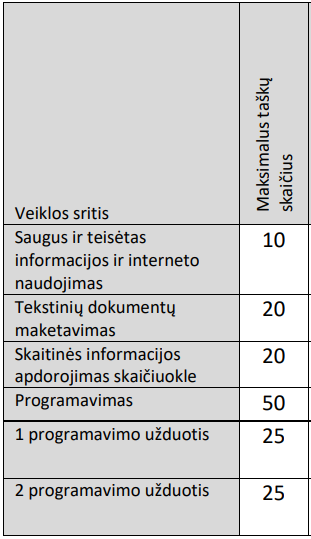 Veiklos sritis
Maksimalus taškų
skaičius
Saugus ir teisėtas
informacijos ir interneto
naudojimas
10
Tekstinių dokumentų
maketavimas
20
Skaitinės informacijos
apdorojimas skaičiuokle
20
Programavimas
50
1 programavimo užduotis
25
2 programavimo užduotis
25